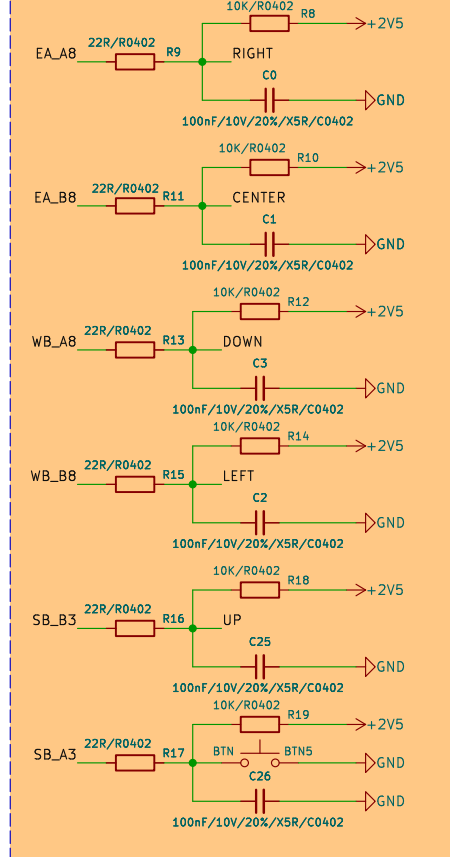 10K/R0402 R8
+2V5
22R/R0402
EA_A8 R9 RIGHT
C0
GND
100nF/10V/20%/X5R/C0402
10K/R0402 R10
+2V5
22R/R0402
EA_B8 R11 CENTER
C1
GND
100nF/10V/20%/X5R/C0402
10K/R0402 R12
+2V5
22R/R0402
WB_A8 R13 DOWN
C3
GND
100nF/10V/20%/X5R/C0402
10K/R0402 R14
+2V5
22R/R0402
WB_B8 R15 LEFT
C2
GND
100nF/10V/20%/X5R/C0402
10K/R0402 R18
+2V5
22R/R0402
SB_B3 R16 UP
C25
GND
100nF/10V/20%/X5R/C0402
10K/R0402 R19
+2V5
22R/R0402
SB_A3 R17 BTN BTN5
GND
C26
GND
100nF/10V/20%/X5R/C0402